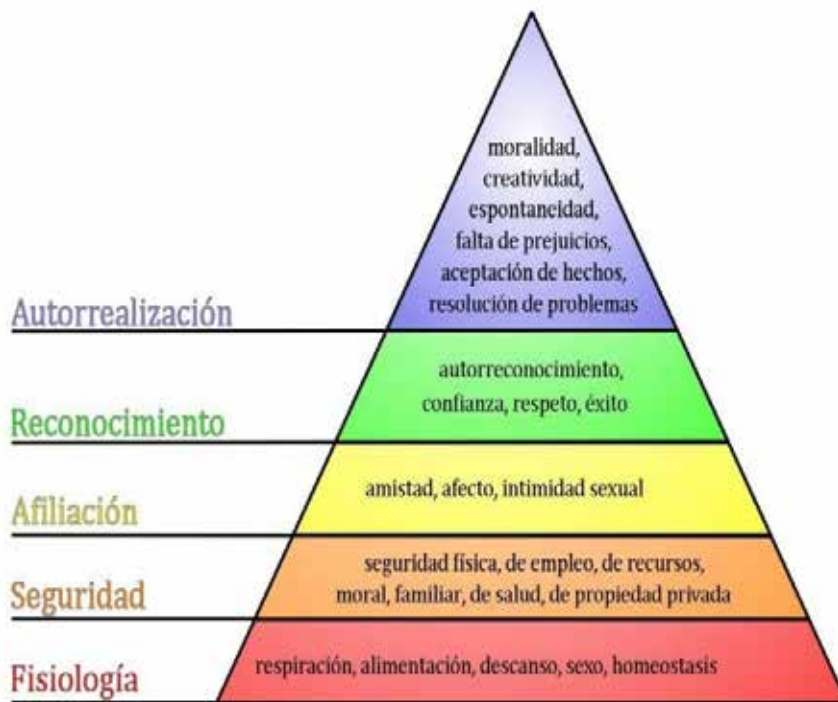 moralidad,
creatividad,
espontaneidad,
falta de prejuicios,
aceptación de hechos,
resolución de problemas
Autorrealización
autorreconocimiento,
confianza, respeto, éxito
Reconocimiento
amistad, afecto, intimidad sexual
Afiliación
seguridad física, de empleo, de recursos,
moral, familiar, de salud, de propiedad privada
Seguridad
respiración, alimentación, descanso, sexo, homeostasis
Fisiología